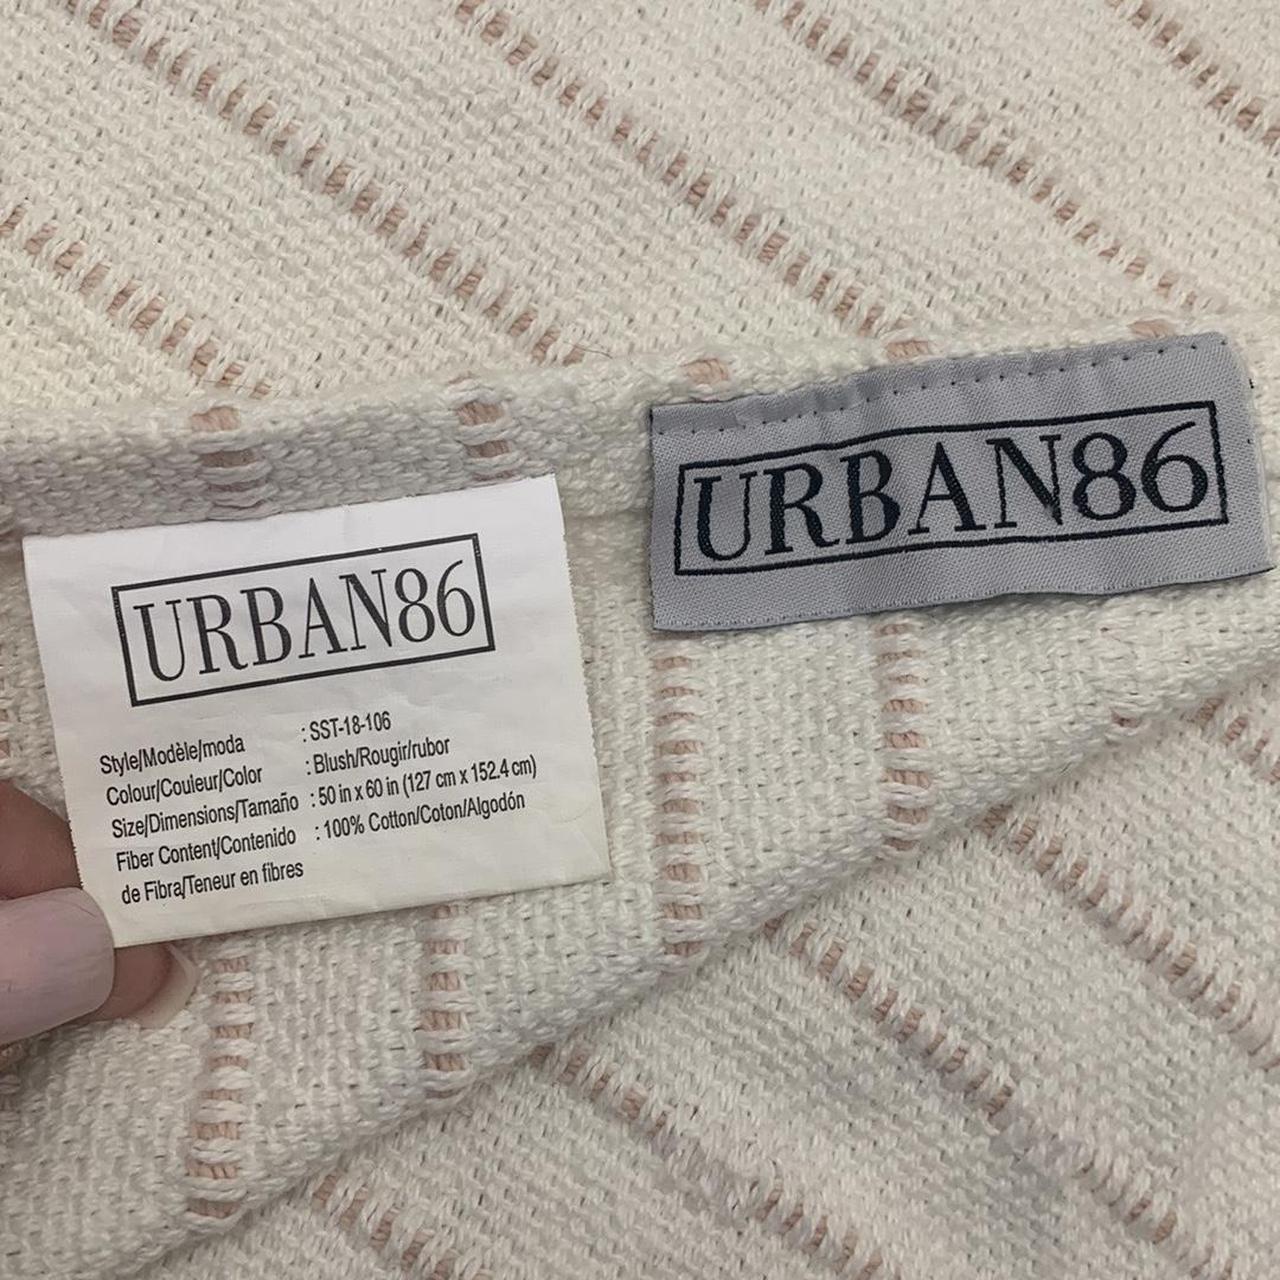 URBAN86
URBAN86
Style/Modèle/moda : SST-18-106
Colour/Couleur/Color : Blush/Rougir/rubor
Size/Dimensions/Tamaño : 50 in x 60 in (127 cm x 152.4 cm)
Fiber Content/Contenido : 100% Cotton/Coton/Algodón
de Fibra/Teneur en fibres